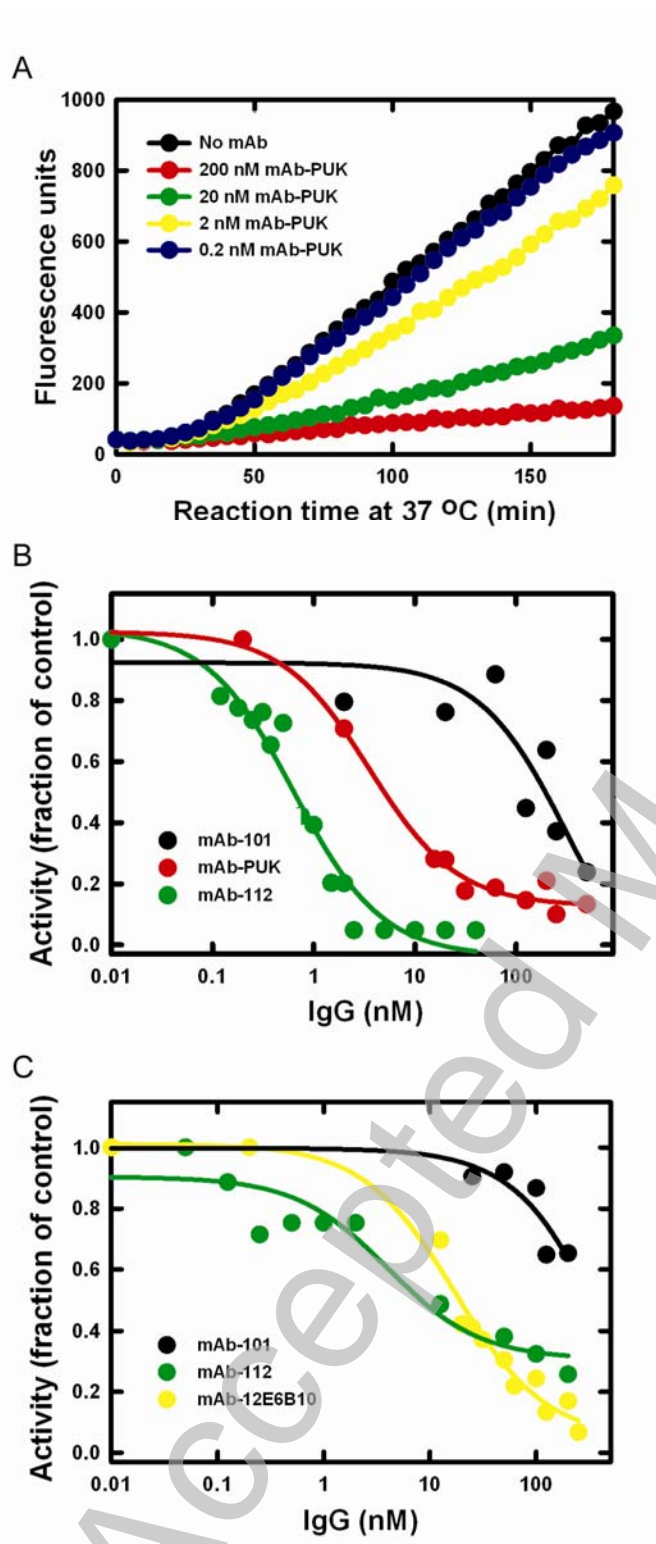 A
Fluorescence units
1000
800
600
400
200
0
No mAb
200 nM mAb-PUK
20 nM mAb-PUK
2 nM mAb-PUK
0.2 nM mAb-PUK
0 50 100 150
Reaction time at 37 ºC (min)
B
Activity (fraction of control)
1.0
0.8
0.6
0.4
0.2
0.0
mAb-101
mAb-PUK
mAb-112
0.01 0.1 1 10 100
IgG (nM)
C
Activity (fraction of control)
1.0
0.8
0.6
0.4
0.2
0.0
mAb-101
mAb-112
mAb-12E6B10
0.01 0.1 1 10 100
IgG (nM)
Accepted M